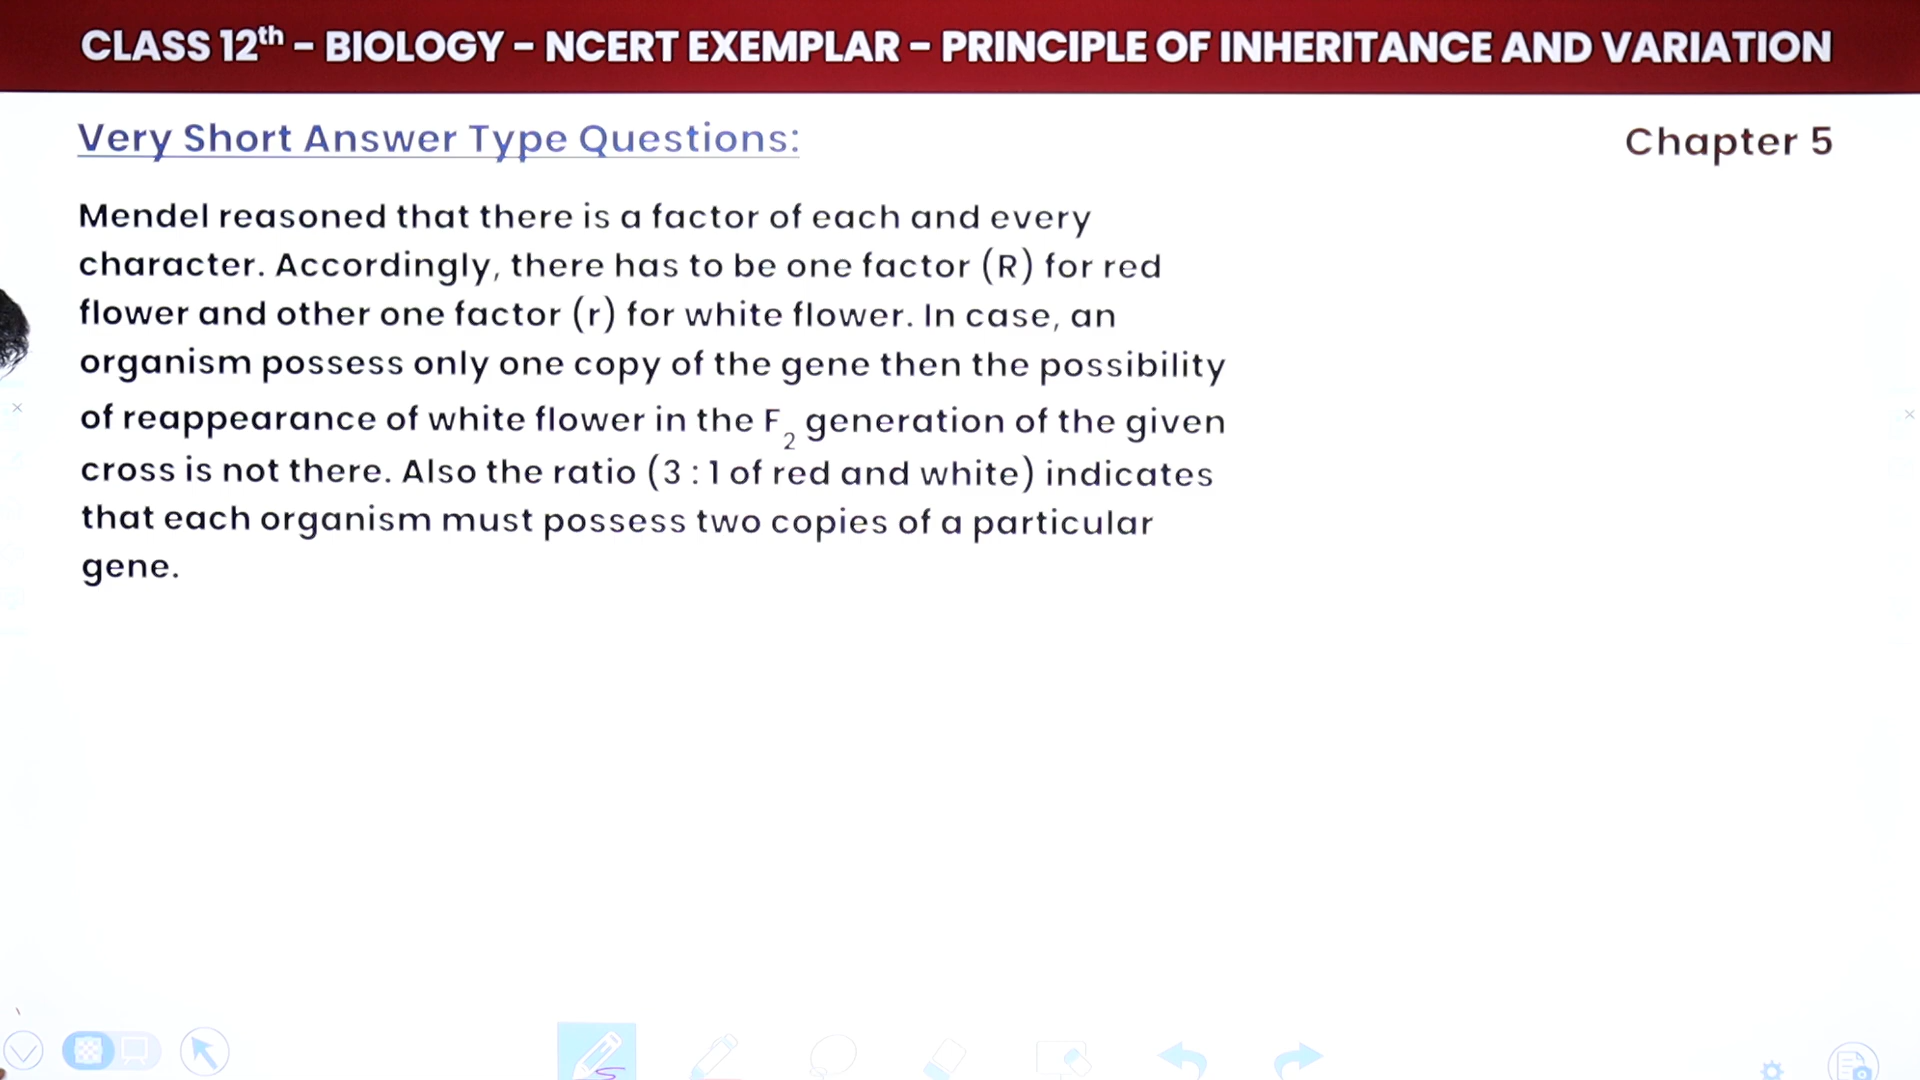 CLASS 12th – BIOLOGY – NCERT EXEMPLAR – PRINCIPLE OF INHERITANCE AND VARIATION
Very Short Answer Type Questions:
Chapter 5
Mendel reasoned that there is a factor of each and every
character. Accordingly, there has to be one factor (R) for red
flower and other one factor (r) for white flower. In case, an
organism possess only one copy of the gene then the possibility
of reappearance of white flower in the F₂ generation of the given
cross is not there. Also the ratio (3 : 1 of red and white) indicates
that each organism must possess two copies of a particular
gene.